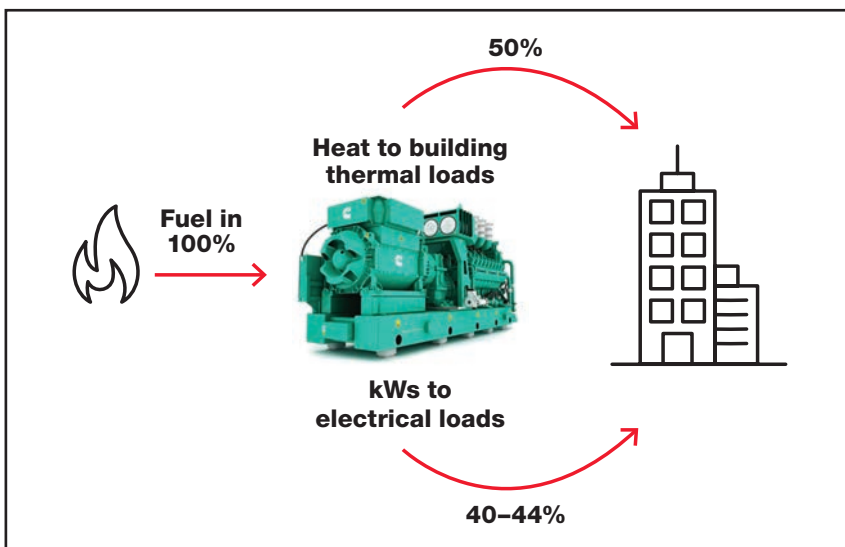 50%
Heat to building
thermal loads
Fuel in
100%
kWs to
electrical loads
40–44%